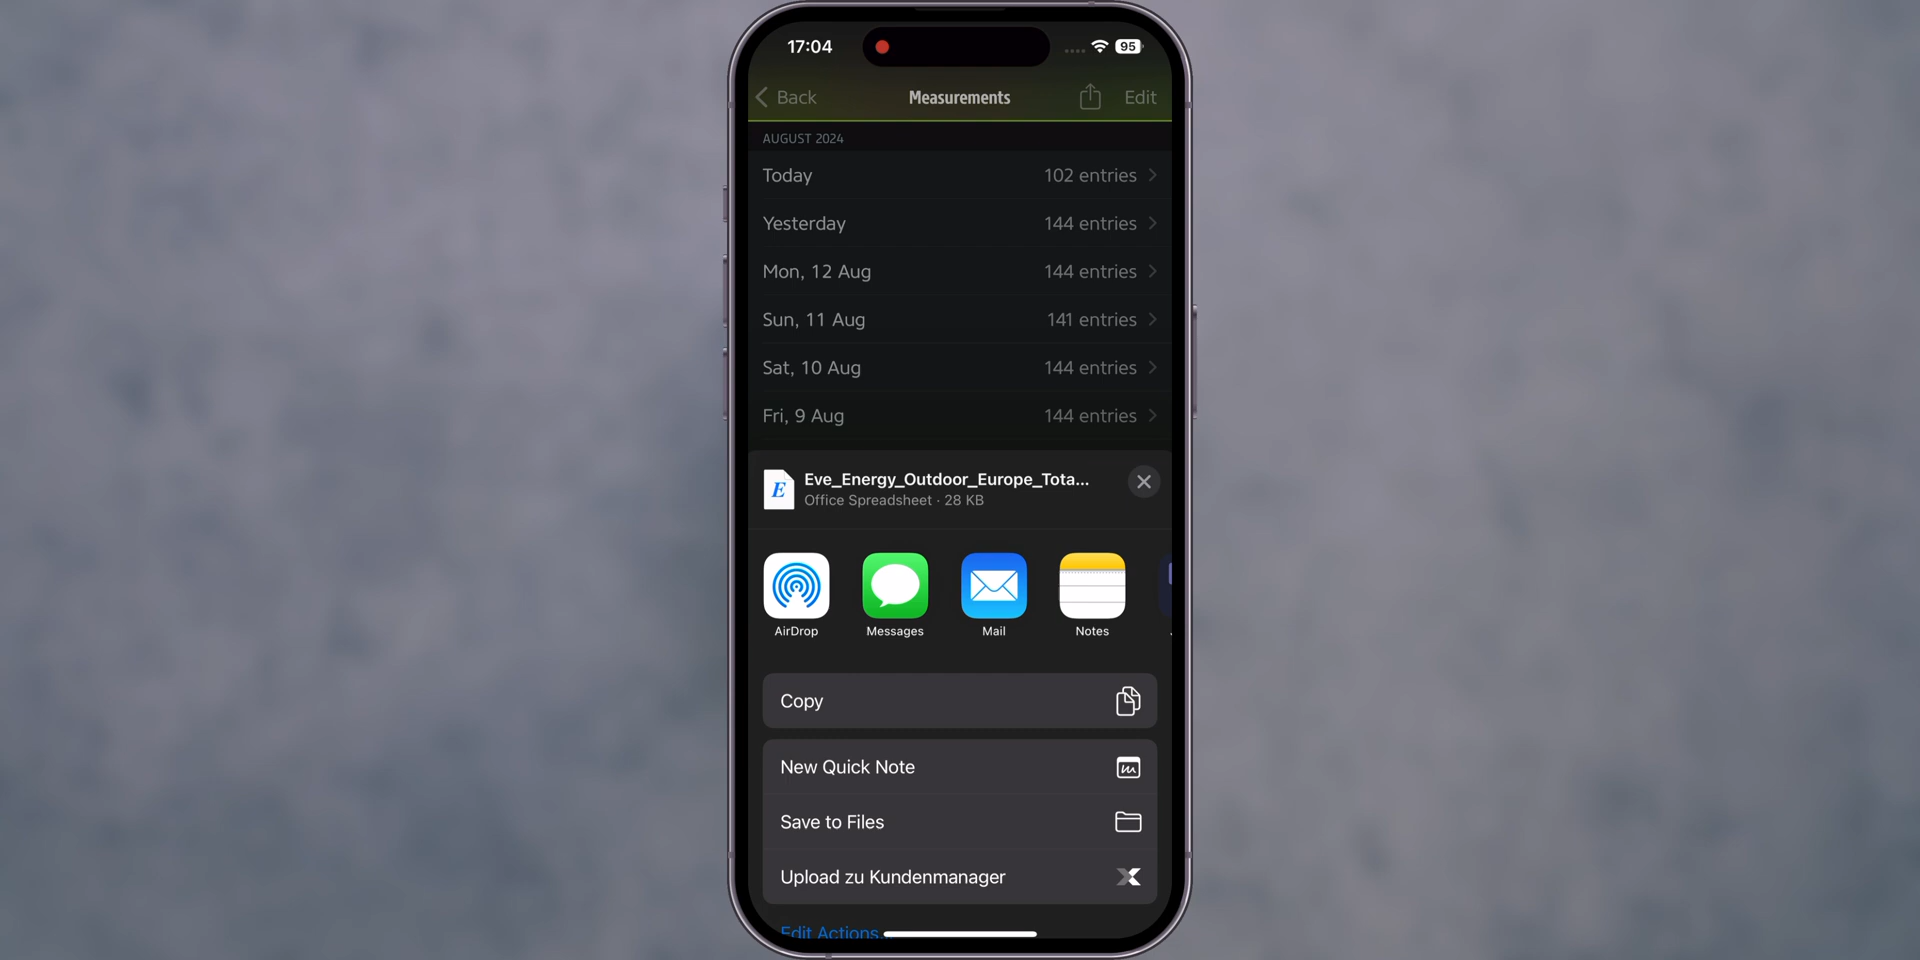 17:04
95
Back
Measurements
Edit
AUGUST 2024
Today
102 entries
Yesterday
144 entries
Mon, 12 Aug
144 entries
Sun, 11 Aug
141 entries
Sat, 10 Aug
144 entries
Fri, 9 Aug
144 entries
E
Eve_Energy_Outdoor_Europe_Tota...
Office Spreadsheet · 28 KB
AirDrop
Messages
Mail
Notes
Copy
New Quick Note
Save to Files
Upload zu Kundenmanager
Edit Actions...